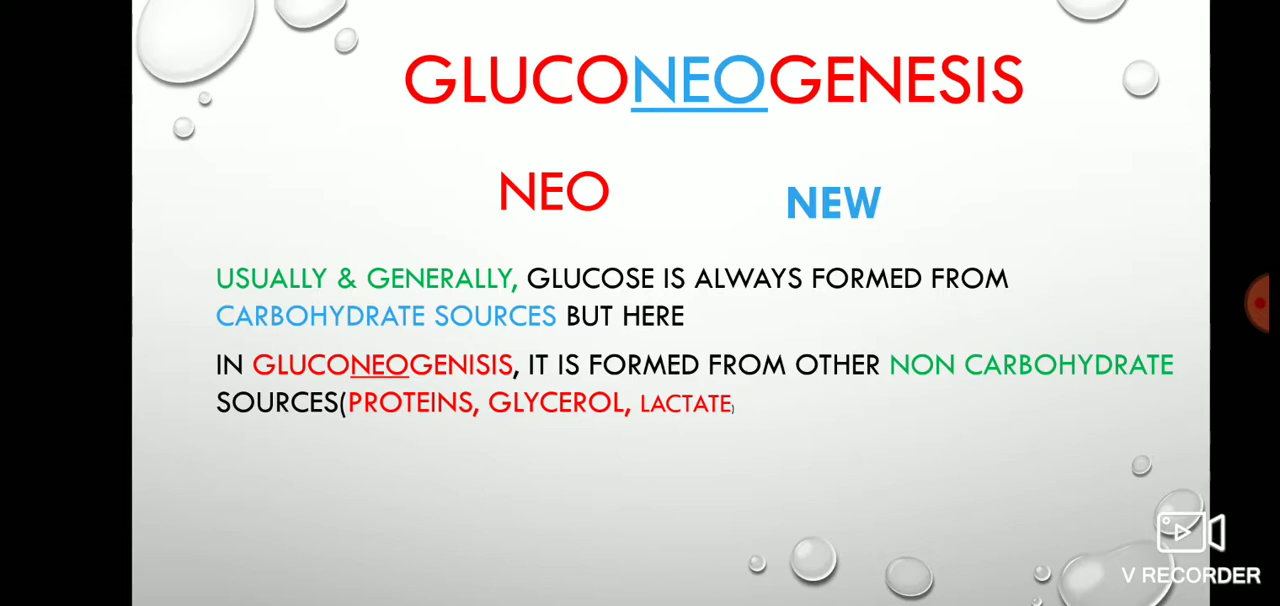 GLUCONEOGENESIS
NEO NEW
USUALLY & GENERALLY, GLUCOSE IS ALWAYS FORMED FROM
CARBOHYDRATE SOURCES BUT HERE
IN GLUCONEOGENISIS, IT IS FORMED FROM OTHER NON CARBOHYDRATE
SOURCES(PROTEINS, GLYCEROL, LACTATE)
V RECORDER